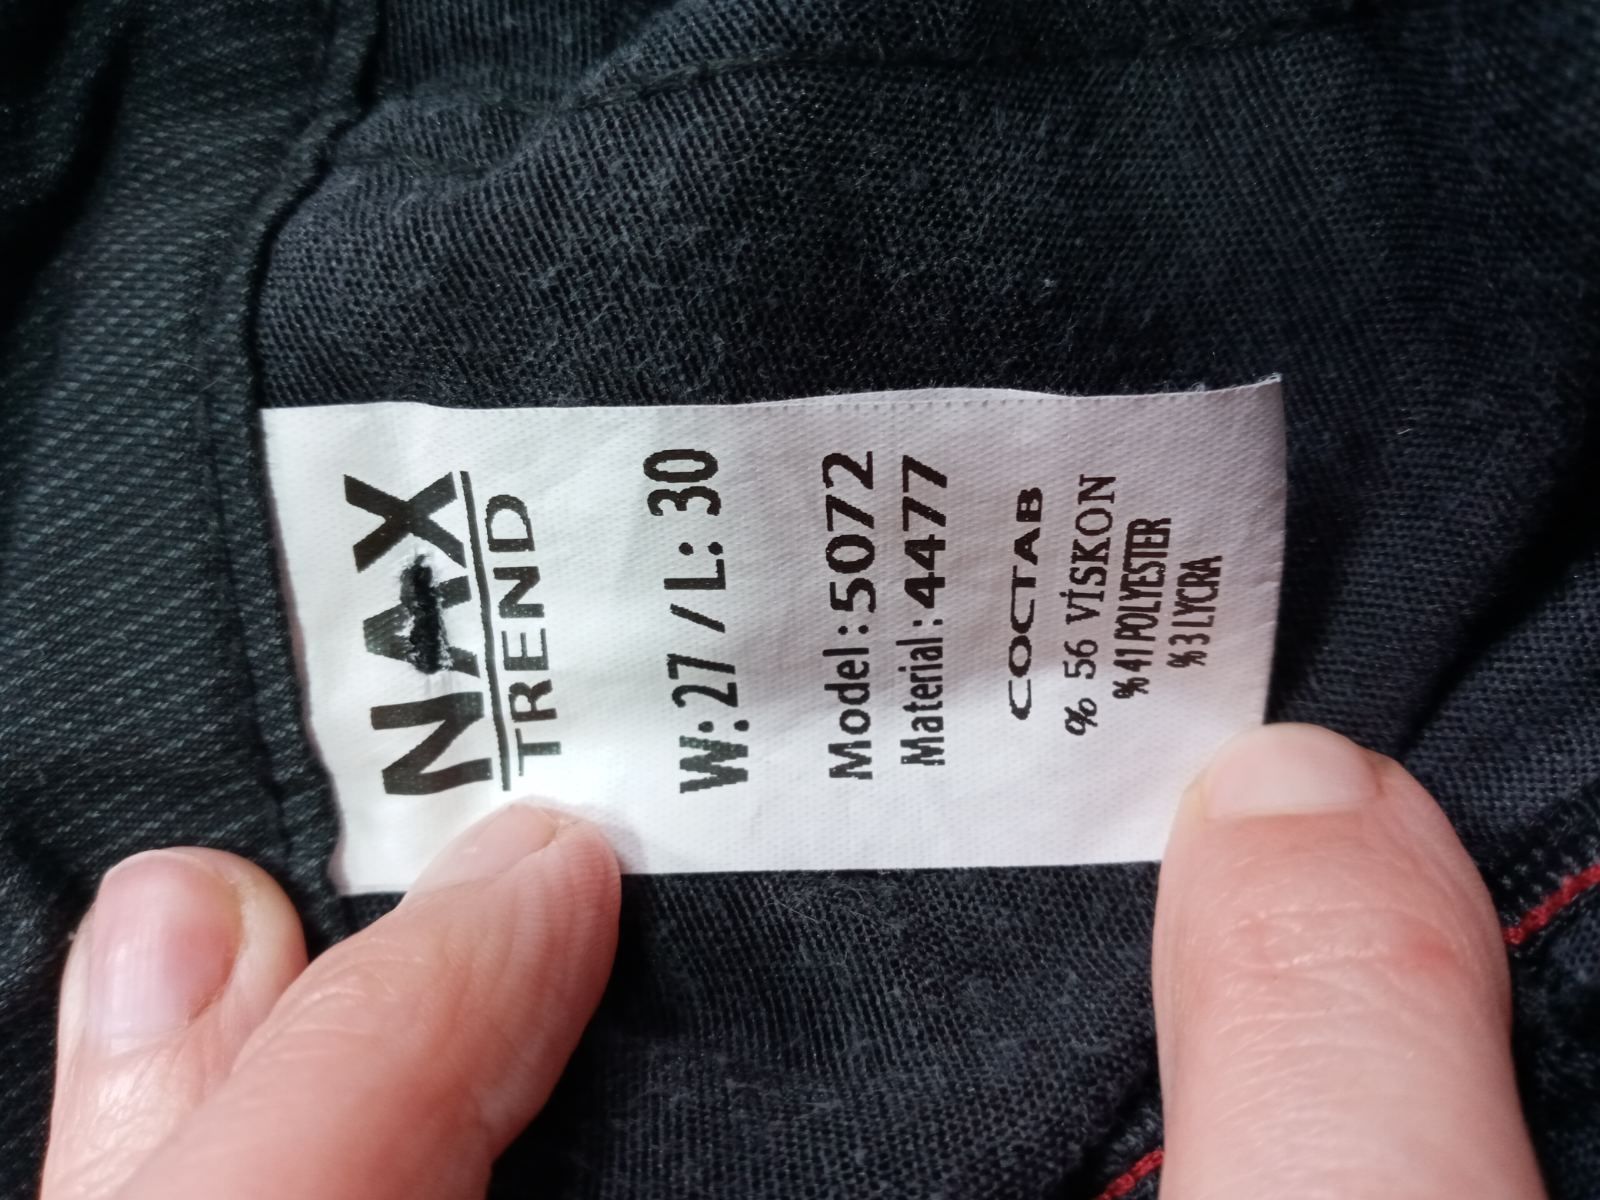 NAX
TREND
W:27 / L: 30
Model:5072
Material:4477
СОСТАВ
% 56 VİSKON
% 41 POLYESTER
% 3 LYCRA